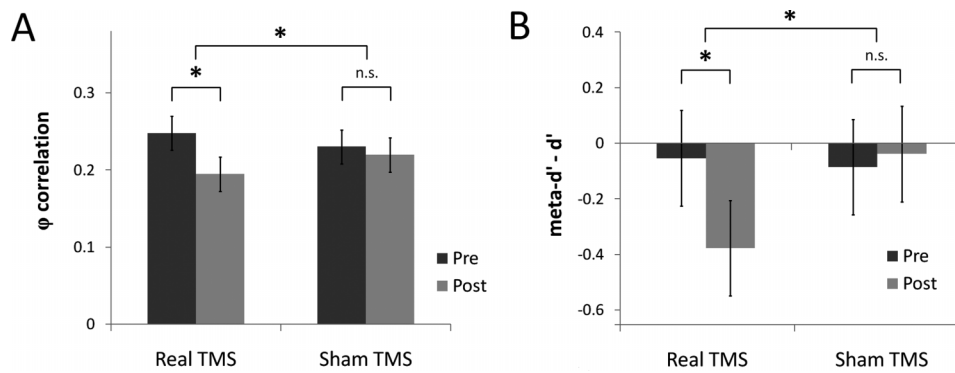 A
*
*
n.s.
0.3
0.2
0.1
0
φ correlation
Pre
Post
Real TMS
Sham TMS
B
*
*
n.s.
0.4
0.2
0
-0.2
-0.4
-0.6
meta-d' - d'
Pre
Post
Real TMS
Sham TMS